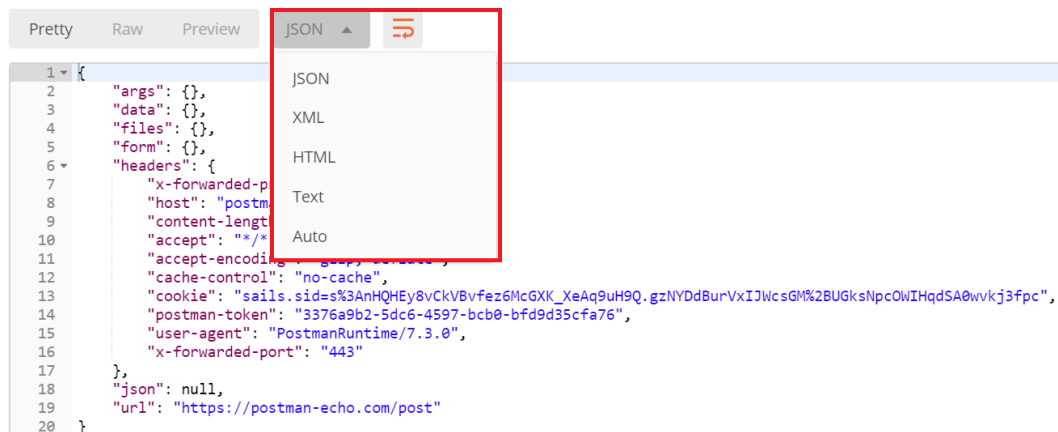 Pretty Raw Preview JSON
JSON
XML
HTML
Text
Auto
1 {
2 "args": {},
3 "data": {},
4 "files": {},
5 "form": {},
6 "headers": {
7 "x-forwarded-p
8 "host": "postm
9 "content-lengt
10 "accept": "*/*
11 "accept-encoding"
12 "cache-control": "no-cache",
13 "cookie": "sails.sid=s%3AnHQHEy8vCkVBvfez6McGXK_XeAq9uH9Q.gzNYDdBurVxIJWcsGM%2BUGksNpcOWIHqdSA0wvkj3fpc",
14 "postman-token": "3376a9b2-5dc6-4597-bcb0-bfd9d35cfa76",
15 "user-agent": "PostmanRuntime/7.3.0",
16 "x-forwarded-port": "443"
17 },
18 "json": null,
19 "url": "https://postman-echo.com/post"
20 }